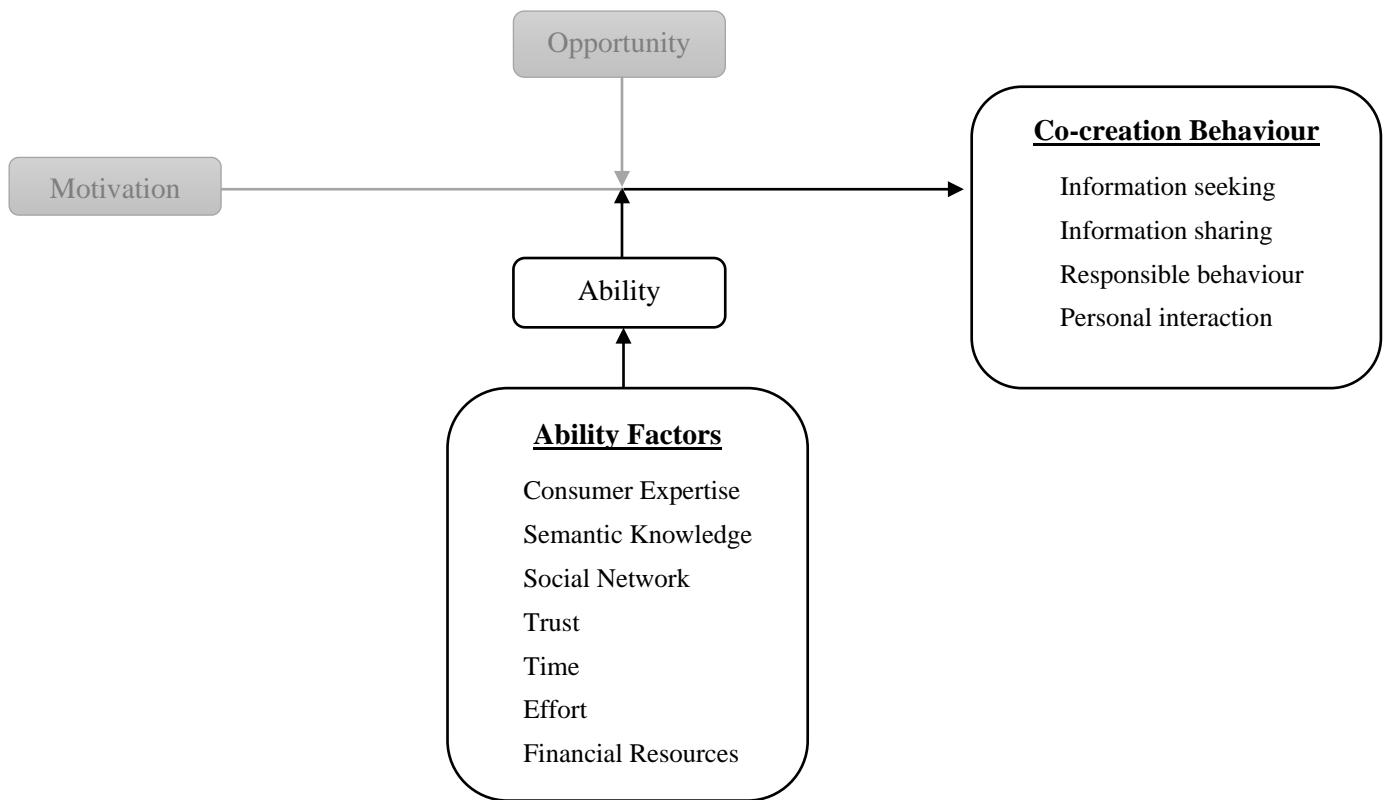 Opportunity
Motivation
Co-creation Behaviour
Information seeking
Information sharing
Responsible behaviour
Personal interaction
Ability
Ability Factors
Consumer Expertise
Semantic Knowledge
Social Network
Trust
Time
Effort
Financial Resources